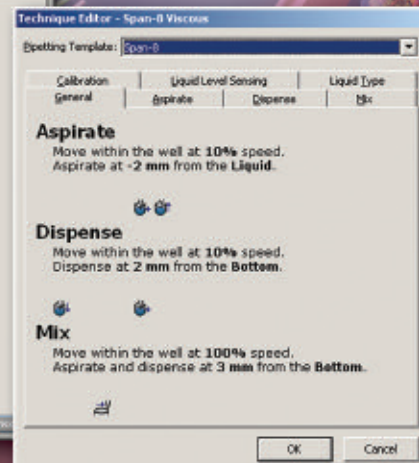 Technique Editor - Span-8 Viscous
Pipetting Template: Span-8
Calibration Liquid Level Sensing Liquid Type
General Aspirate Dispense Mix
Aspirate
Move within the well at 10% speed.
Aspirate at -2 mm from the Liquid.
Dispense
Move within the well at 10% speed.
Dispense at 2 mm from the Bottom.
Mix
Move within the well at 100% speed.
Aspirate and dispense at 3 mm from the Bottom.
OK Cancel